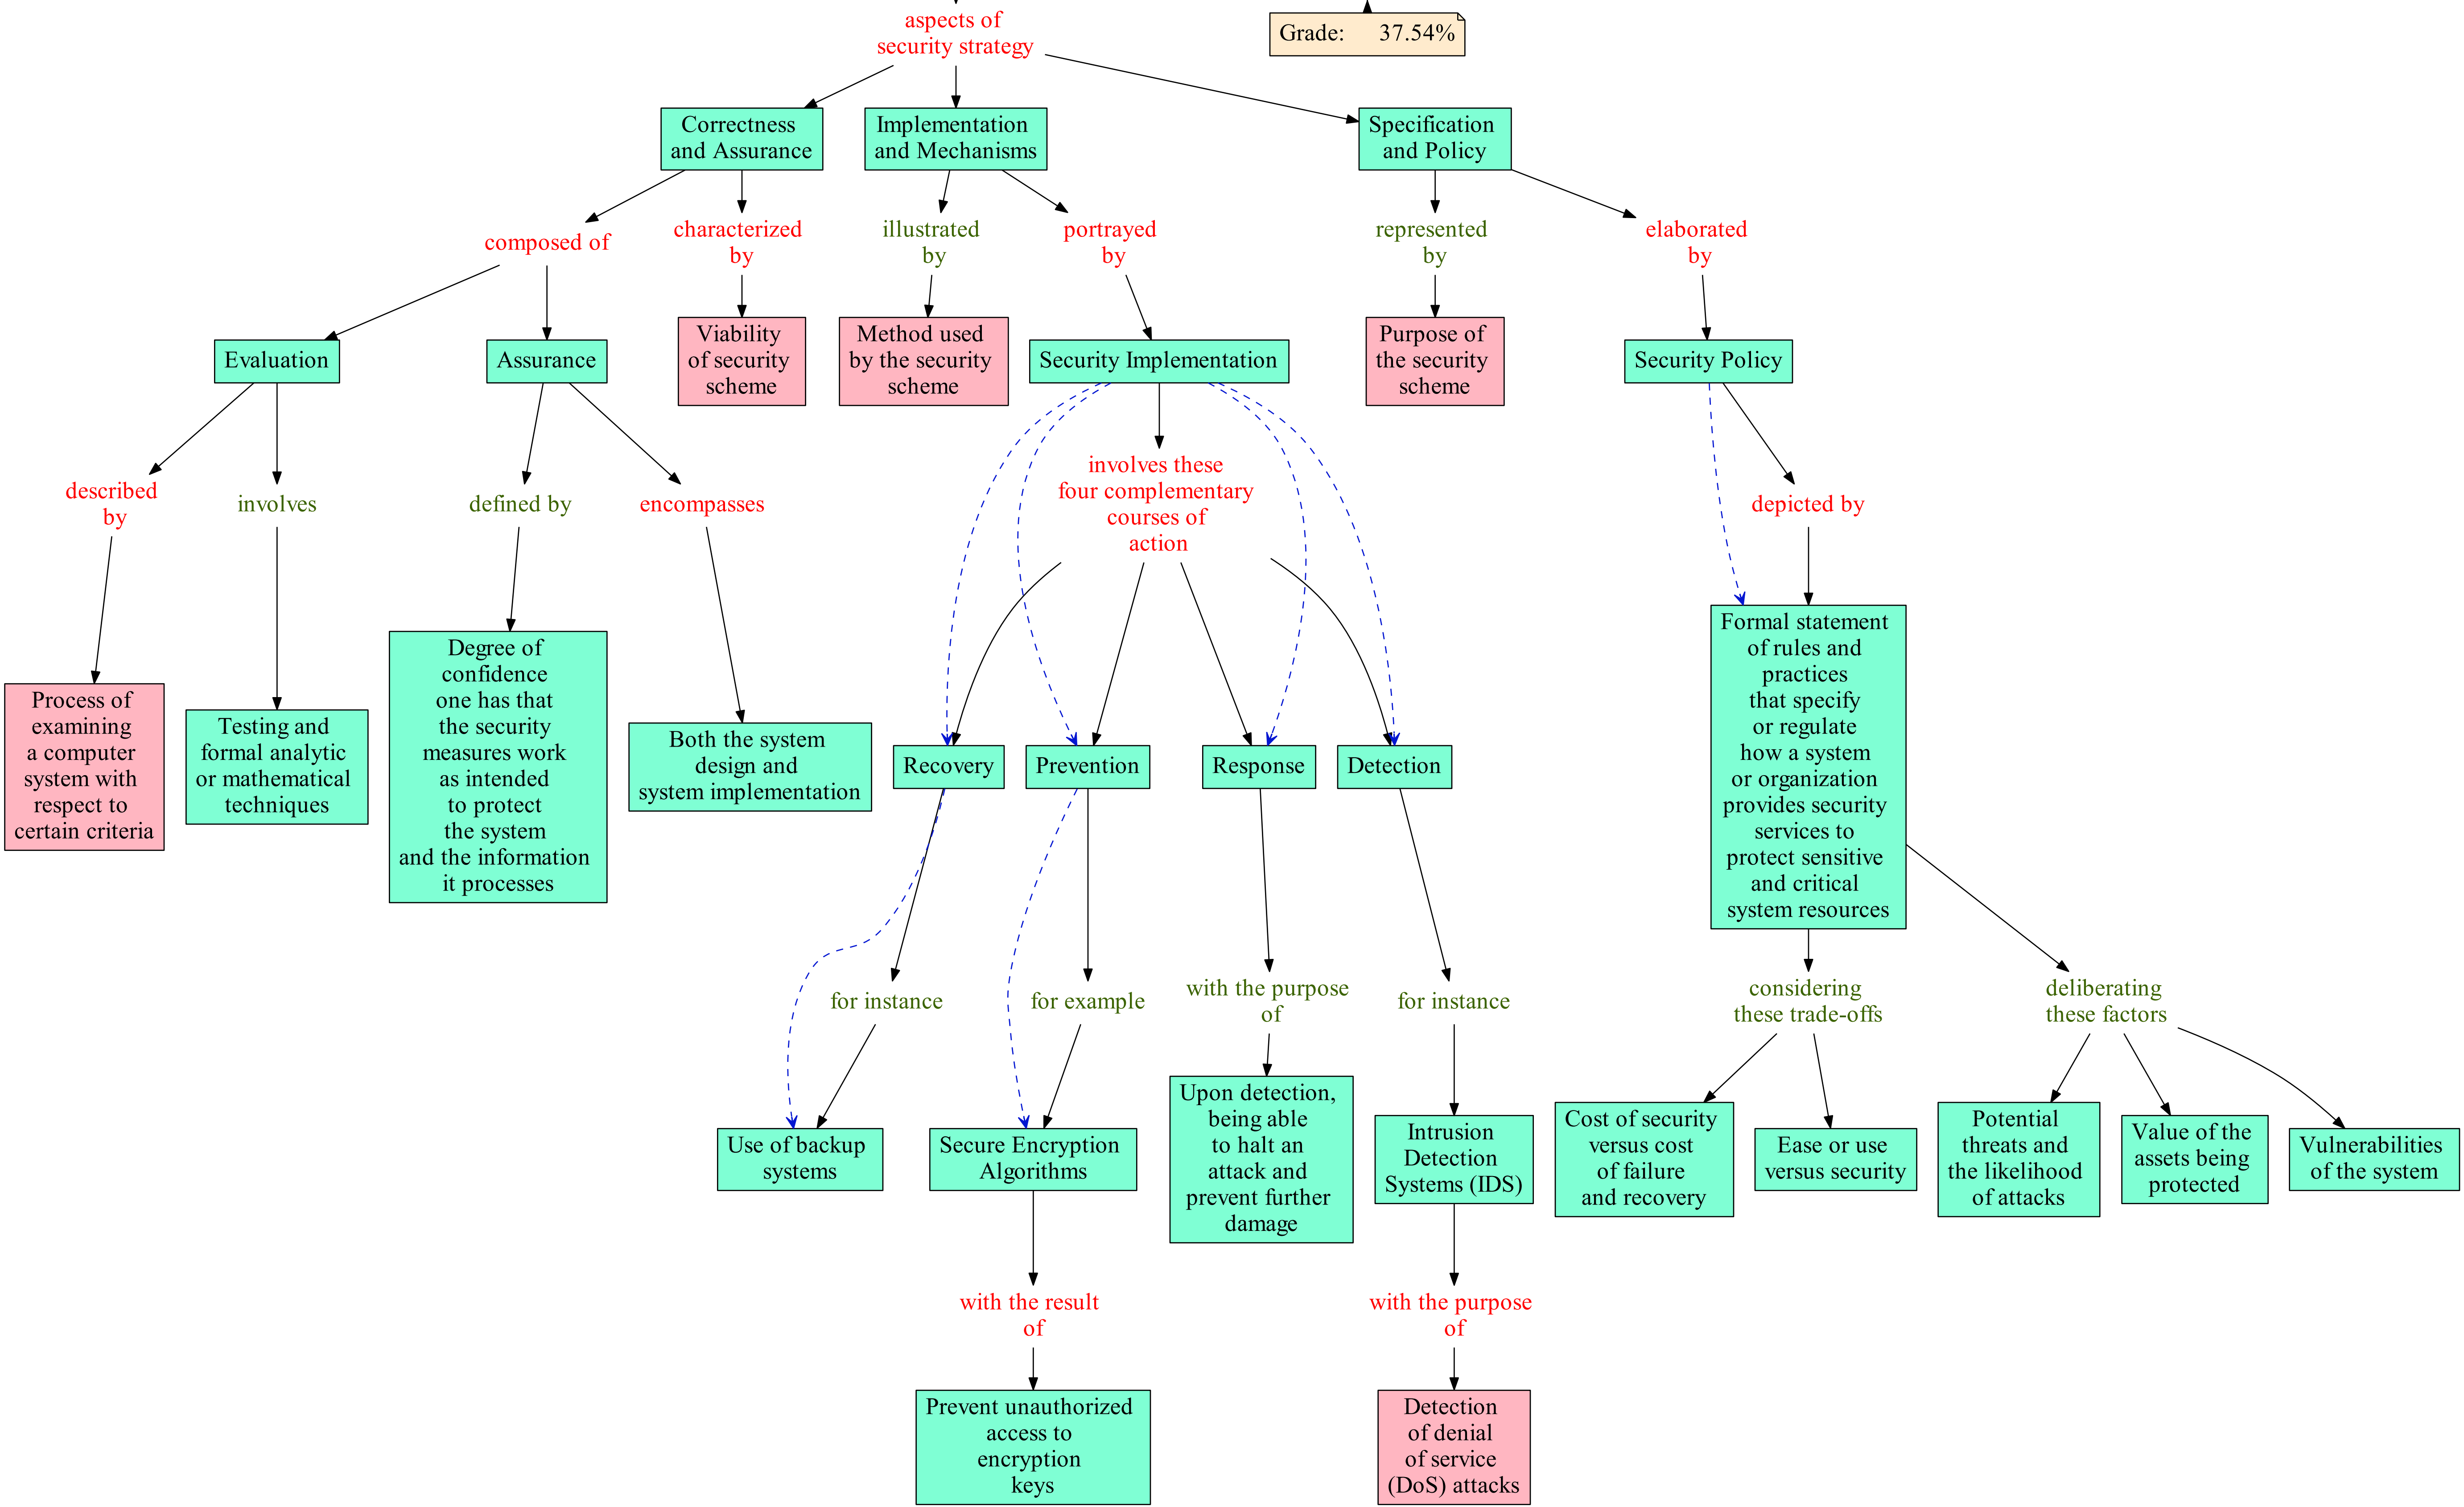 aspects of
security strategy
Grade: 37.54%
Correctness
and Assurance
Implementation
and Mechanisms
Specification
and Policy
composed of
characterized
by
illustrated
by
portrayed
by
represented
by
elaborated
by
Evaluation
Assurance
Viability
of security
scheme
Method used
by the security
scheme
Security Implementation
Purpose of
the security
scheme
Security Policy
described
by
involves
defined by
encompasses
involves these
four complementary
courses of
action
depicted by
Process of
examining
a computer
system with
respect to
certain criteria
Testing and
formal analytic
or mathematical
techniques
Degree of
confidence
one has that
the security
measures work
as intended
to protect
the system
and the information
it processes
Both the system
design and
system implementation
Recovery
Prevention
Response
Detection
Formal statement
of rules and
practices
that specify
or regulate
how a system
or organization
provides security
services to
protect sensitive
and critical
system resources
for instance
for example
with the purpose
of
for instance
considering
these trade-offs
deliberating
these factors
Use of backup
systems
Secure Encryption
Algorithms
Upon detection,
being able
to halt an
attack and
prevent further
damage
Intrusion
Detection
Systems (IDS)
Cost of security
versus cost
of failure
and recovery
Ease or use
versus security
Potential
threats and
the likelihood
of attacks
Value of the
assets being
protected
Vulnerabilities
of the system
with the result
of
with the purpose
of
Prevent unauthorized
access to
encryption
keys
Detection
of denial
of service
(DoS) attacks